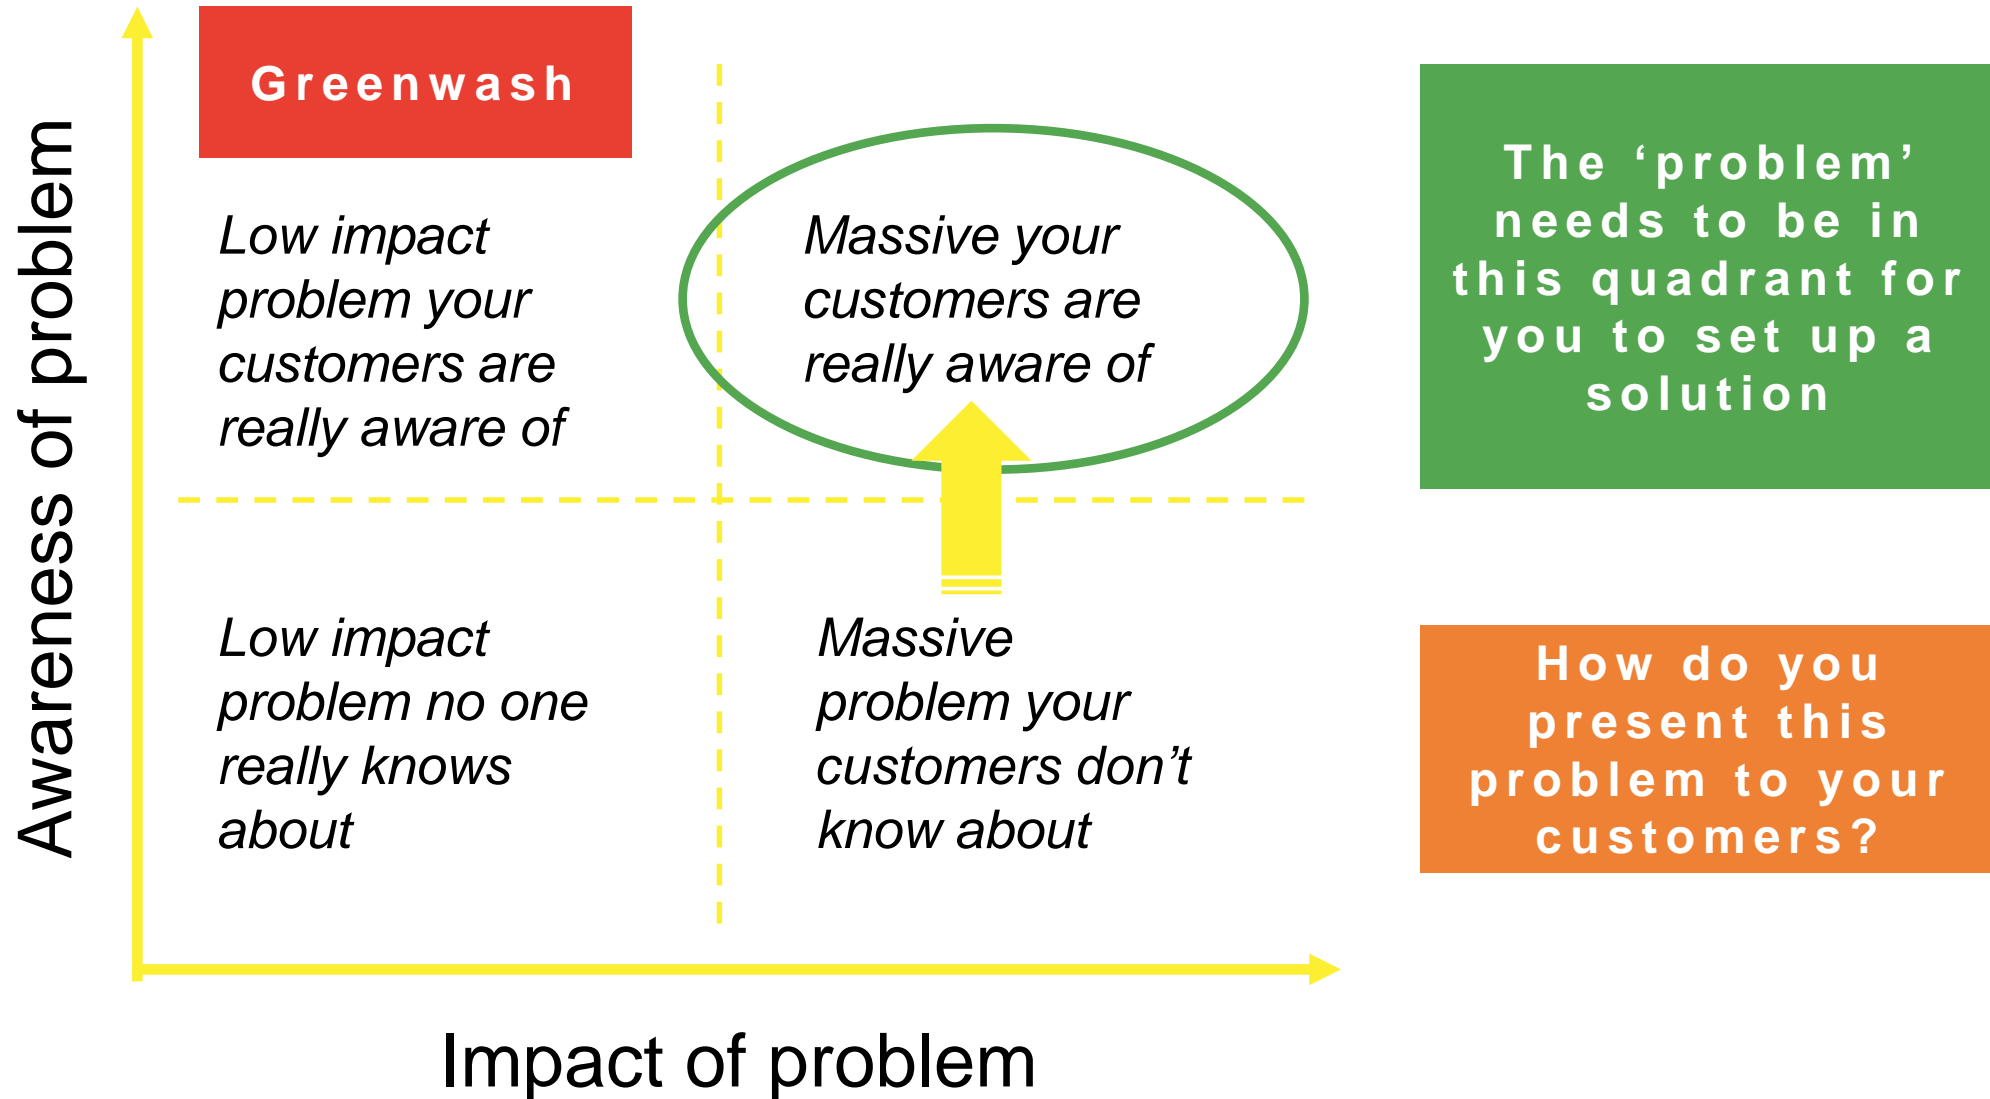 Awareness of problem
Greenwash
Low impact
problem your
customers are
really aware of
Massive your
customers are
really aware of
The ‘problem’
needs to be in
this quadrant for
you to set up a
solution
Low impact
problem no one
really knows
about
Massive
problem your
customers don’t
know about
How do you
present this
problem to your
customers?
Impact of problem